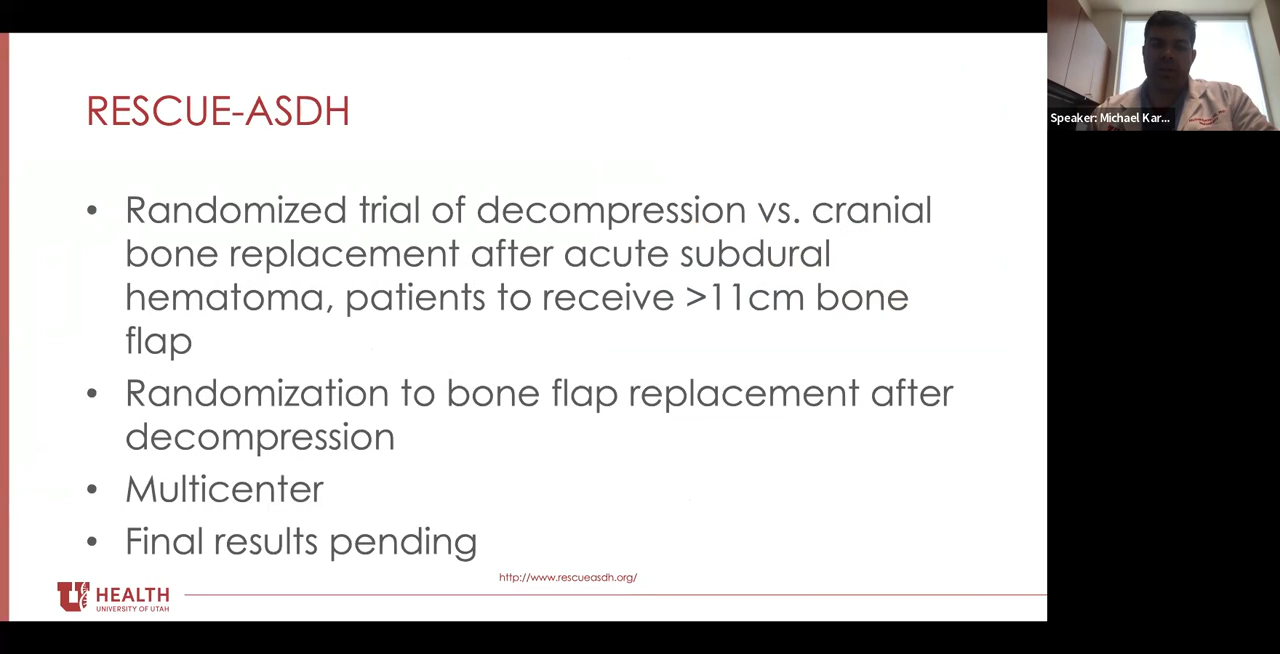 RESCUE-ASDH
Speaker: Michael Kar...
• Randomized trial of decompression vs. cranial
bone replacement after acute subdural
hematoma, patients to receive >11cm bone
flap
• Randomization to bone flap replacement after
decompression
• Multicenter
• Final results pending
http://www.rescueasdh.org/
U HEALTH
UNIVERSITY OF UTAH